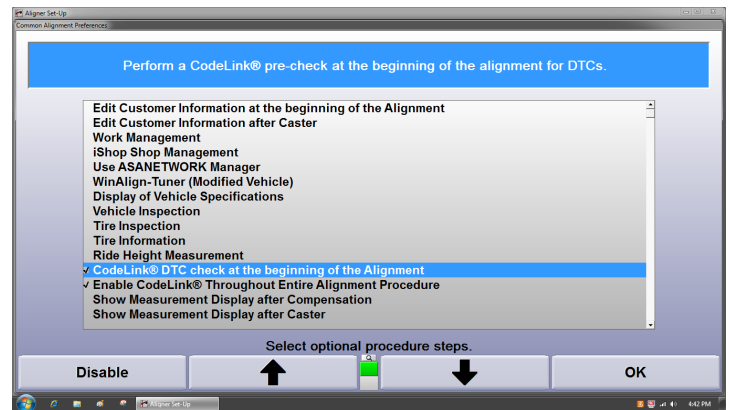 Aligner Set-Up
Common Alignment Preferences
Perform a CodeLink® pre-check at the beginning of the alignment for DTCs.
Edit Customer Information at the beginning of the Alignment
Edit Customer Information after Caster
Work Management
iShop Shop Management
Use ASANETWORK Manager
WinAlign-Tuner (Modified Vehicle)
Display of Vehicle Specifications
Vehicle Inspection
Tire Inspection
Tire Information
Ride Height Measurement
✓ CodeLink® DTC check at the beginning of the Alignment
✓ Enable CodeLink® Throughout Entire Alignment Procedure
Show Measurement Display after Compensation
Show Measurement Display after Caster
Select optional procedure steps.
Disable
OK
Aligner Set-Up
4:42 PM